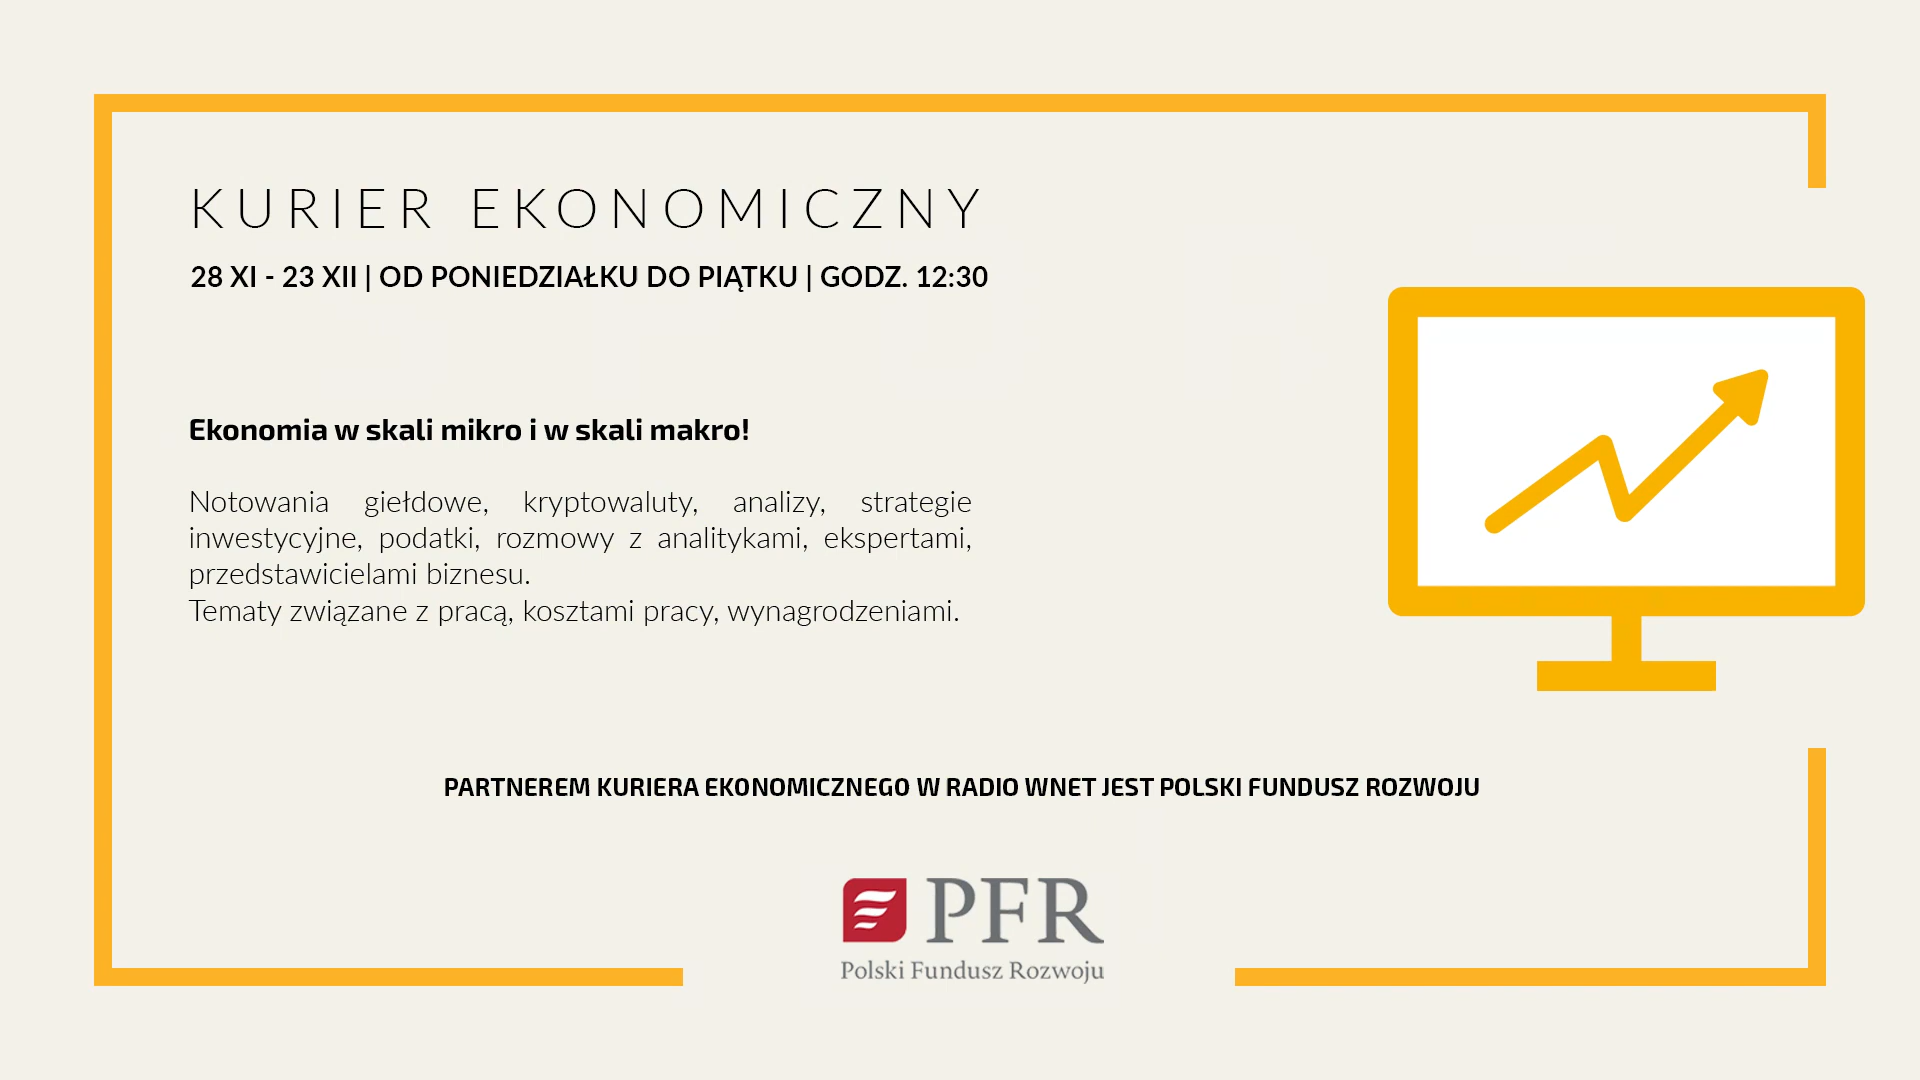 KURIER EKONOMICZNY
28 XI - 23 XII | OD PONIEDZIAŁKU DO PIĄTKU | GODZ. 12:30
Ekonomia w skali mikro i w skali makro!
Notowania giełdowe, kryptowaluty, analizy, strategie
inwestycyjne, podatki, rozmowy z analitykami, ekspertami,
przedstawicielami biznesu.
Tematy związane z pracą, kosztami pracy, wynagrodzeniami.
PARTNEREM KURIERA EKONOMICZNEGO W RADIO WNET JEST POLSKI FUNDUSZ ROZWOJU
PFR
Polski Fundusz Rozwoju